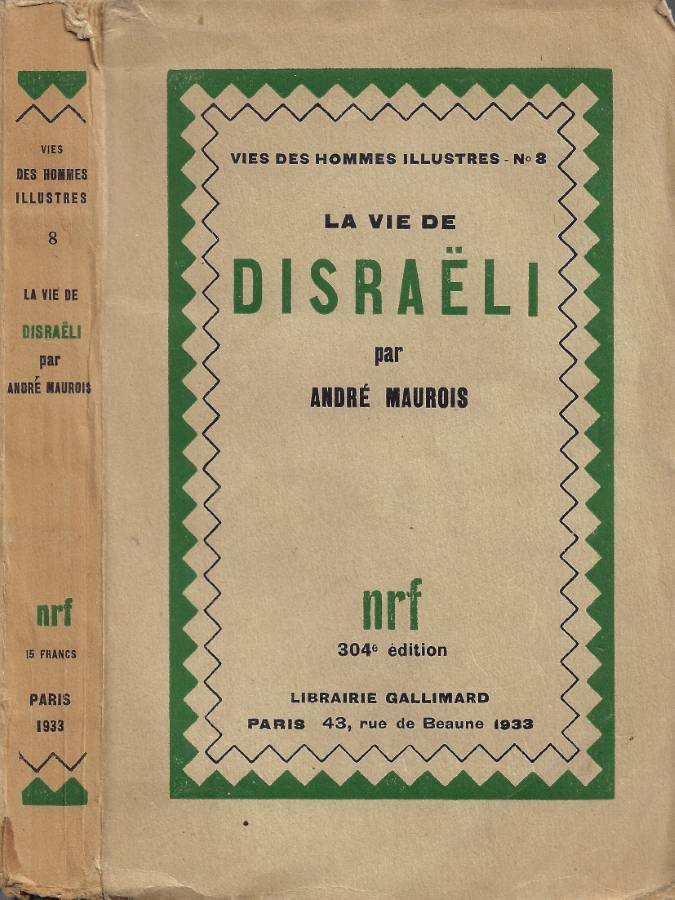 VIES
DES HOMMES
ILLUSTRES
8
LA VIE DE
DISRAËLI
par
ANDRÉ MAUROIS
nrf
15 FRANCS
PARIS
1933
VIES DES HOMMES ILLUSTRES - No 8
LA VIE DE
DISRAËLI
par
ANDRÉ MAUROIS
nrf
304e édition
LIBRAIRIE GALLIMARD
PARIS 43, rue de Beaune 1933